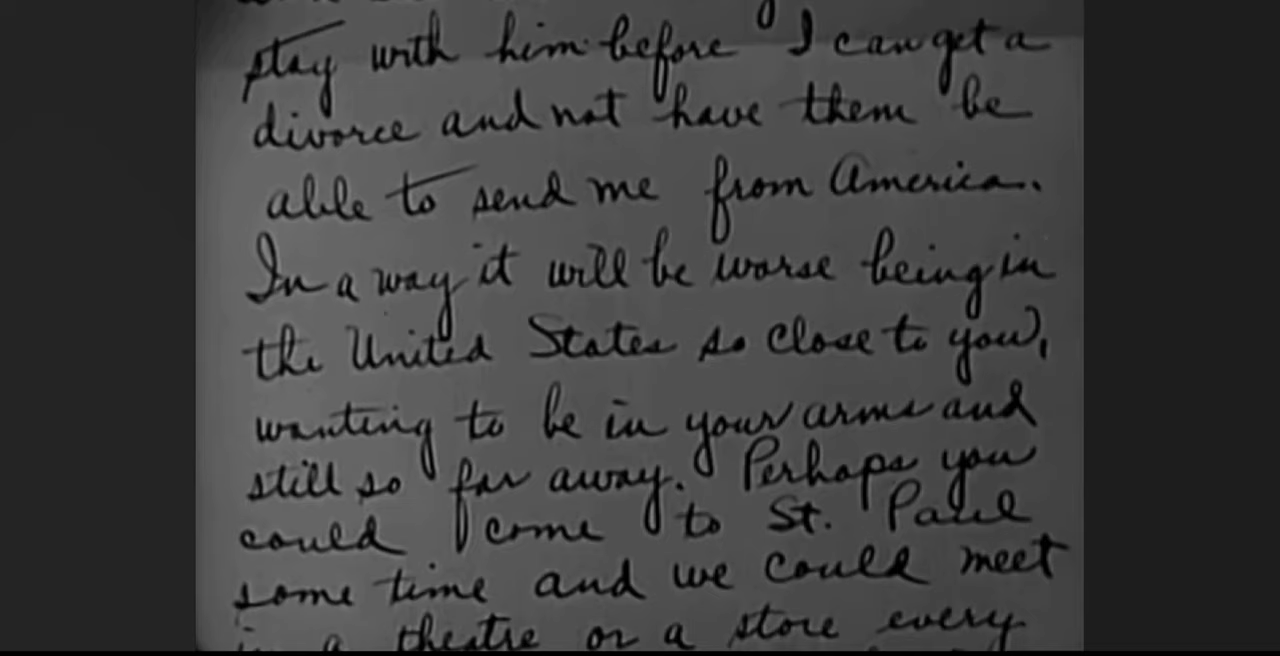 stay with him before I can get a
divorce and not have them be
able to send me from America.
In a way it will be worse being in
the United States so close to you,
wanting to be in your arms and
still so far away. Perhaps you
could come to St. Paul
some time and we could meet
in a theatre or a store every